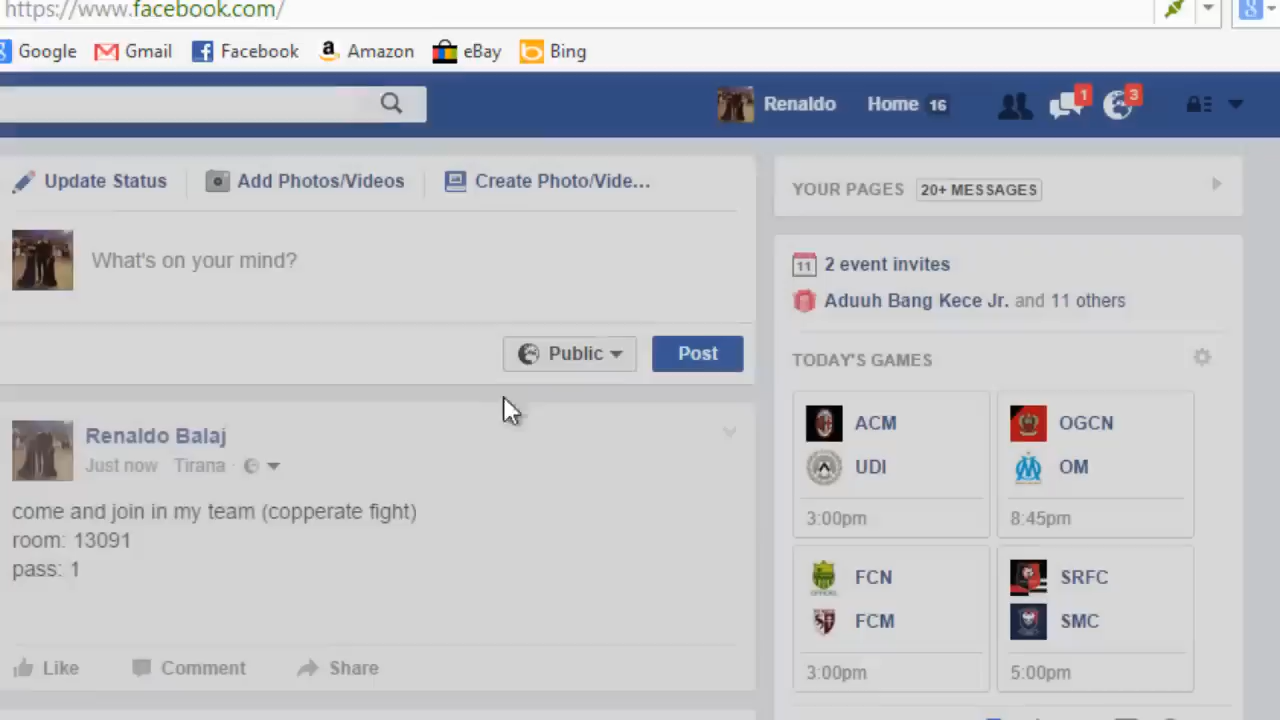 https://www.facebook.com/
Google Gmail Facebook Amazon eBay Bing
Renaldo Home 16 1 3
Update Status Add Photos/Videos Create Photo/Vide...
What's on your mind?
Public Post
Renaldo Balaj
Just now Tirana
come and join in my team (copperate fight)
room: 13091
pass: 1
Like Comment Share
YOUR PAGES 20+ MESSAGES
11 2 event invites
Aduuh Bang Kece Jr. and 11 others
TODAY'S GAMES
ACM
UDI
3:00pm
OGCN
OM
8:45pm
FCN
FCM
3:00pm
SRFC
SMC
5:00pm